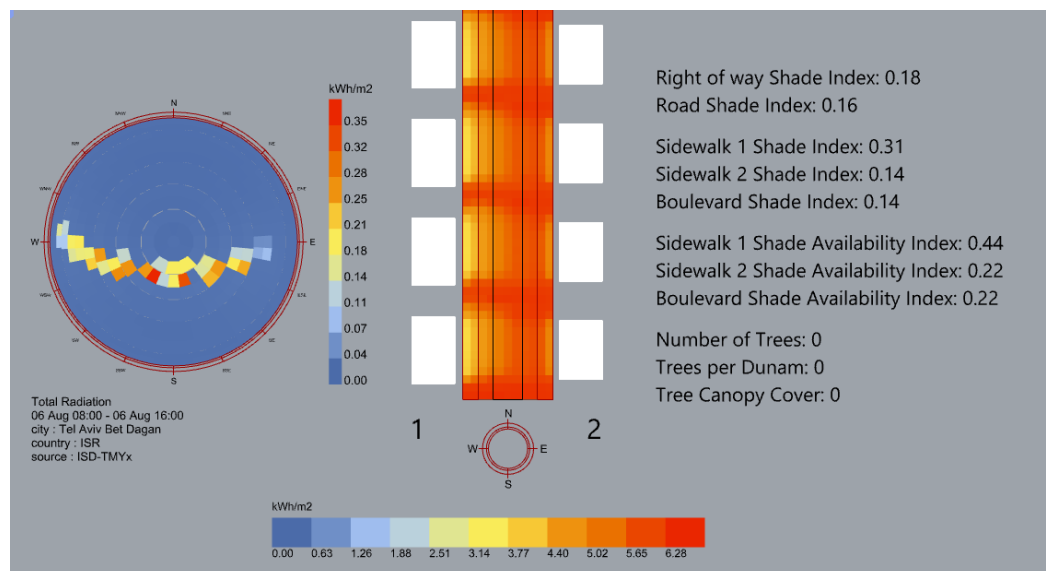 kWh/m2
0.35
0.32
0.28
0.25
0.21
0.18
0.14
0.11
0.07
0.04
0.00
N
W
E
S
Total Radiation
06 Aug 08:00 - 06 Aug 16:00
city : Tel Aviv Bet Dagan
country : ISR
source : ISD-TMYx
1
2
N
W
E
S
Right of way Shade Index: 0.18
Road Shade Index: 0.16
Sidewalk 1 Shade Index: 0.31
Sidewalk 2 Shade Index: 0.14
Boulevard Shade Index: 0.14
Sidewalk 1 Shade Availability Index: 0.44
Sidewalk 2 Shade Availability Index: 0.22
Boulevard Shade Availability Index: 0.22
Number of Trees: 0
Trees per Dunam: 0
Tree Canopy Cover: 0
kWh/m2
0.00 0.63 1.26 1.88 2.51 3.14 3.77 4.40 5.02 5.65 6.28